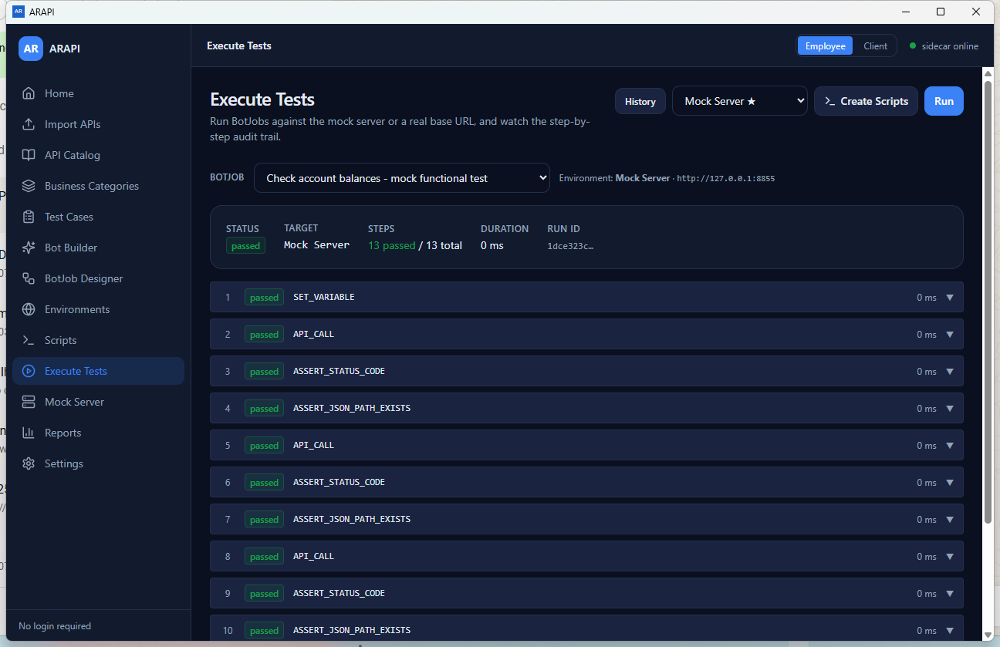 AR ARAPI
AR ARAPI
Execute Tests
Employee Client sidecar online
Home
Import APIs
API Catalog
Business Categories
Test Cases
Bot Builder
BotJob Designer
Environments
Scripts
Execute Tests
Mock Server
Reports
Settings
No login required
Execute Tests
Run BotJobs against the mock server or a real base URL, and watch the step-by-
step audit trail.
History Mock Server ★ Create Scripts Run
BOTJOB Check account balances - mock functional test Environment: Mock Server · http://127.0.0.1:8855
STATUS TARGET STEPS DURATION RUN ID
passed Mock Server 13 passed / 13 total 0 ms 1dce323c…
1 passed SET_VARIABLE 0 ms ▼
2 passed API_CALL 0 ms ▼
3 passed ASSERT_STATUS_CODE 0 ms ▼
4 passed ASSERT_JSON_PATH_EXISTS 0 ms ▼
5 passed API_CALL 0 ms ▼
6 passed ASSERT_STATUS_CODE 0 ms ▼
7 passed ASSERT_JSON_PATH_EXISTS 0 ms ▼
8 passed API_CALL 0 ms ▼
9 passed ASSERT_STATUS_CODE 0 ms ▼
10 passed ASSERT_JSON_PATH_EXISTS 0 ms ▼